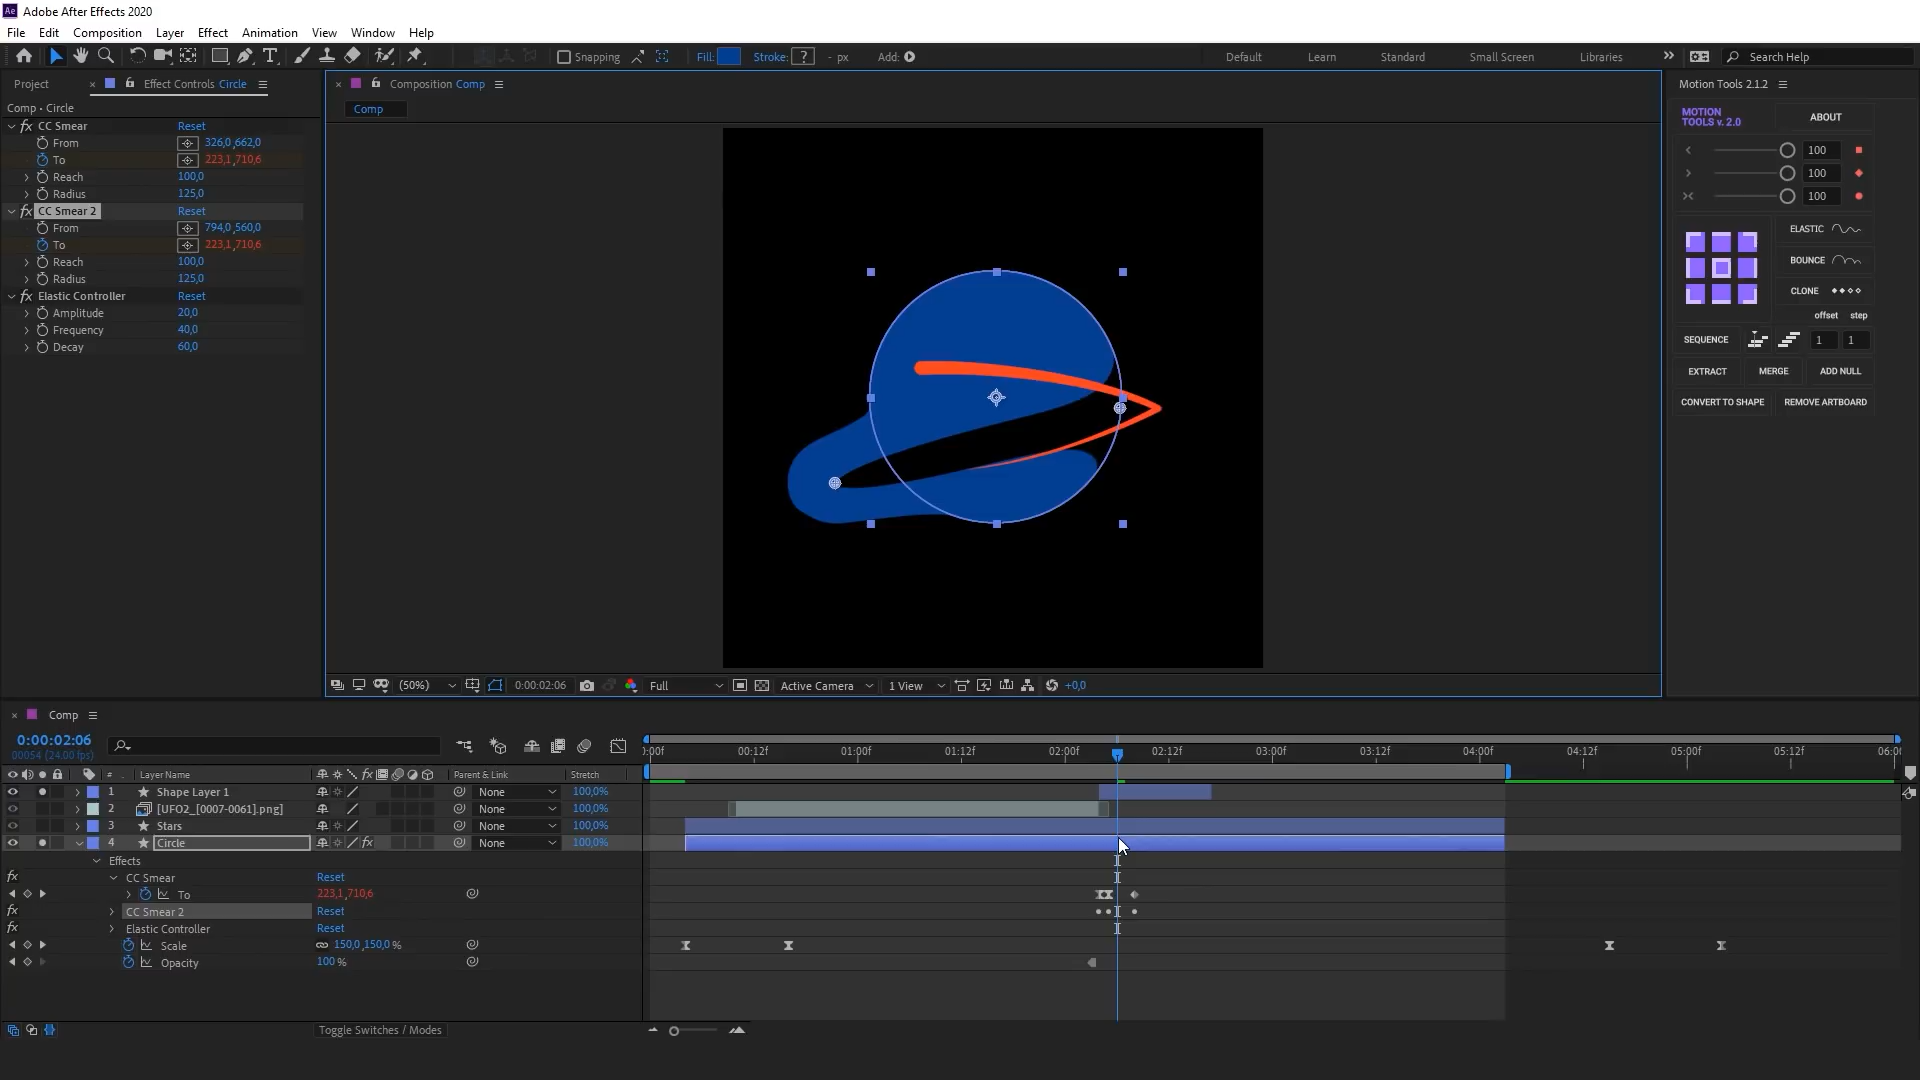 Adobe After Effects 2020
File Edit Composition Layer Effect Animation View Window Help
Snapping Fill: Stroke: ? - px Add: Default Learn Standard Small Screen Libraries Search Help
Project Effect Controls Circle
Composition Comp
Motion Tools 2.1.2
Comp • Circle
Comp
CC Smear Reset
From 326,0,662,0
To 223,1,710,6
Reach 100,0
Radius 125,0
CC Smear 2 Reset
From 794,0,560,0
To 223,1,710,6
Reach 100,0
Radius 125,0
Elastic Controller Reset
Amplitude 20,0
Frequency 40,0
Decay 60,0
MOTION
TOOLS v. 2.0
ABOUT
100
100
100
ELASTIC
BOUNCE
CLONE
offset step
SEQUENCE 1 1
EXTRACT MERGE ADD NULL
CONVERT TO SHAPE REMOVE ARTBOARD
(50%) 0:00:02:06 Full Active Camera 1 View +0,0
Comp
0:00:02:06
00054 (24.00 fps)
:00f 00:12f 01:00f 01:12f 02:00f 02:12f 03:00f 03:12f 04:00f 04:12f 05:00f 05:12f 06:00
# Layer Name Parent & Link Stretch
1 Shape Layer 1 None 100,0%
2 [UFO2_[0007-0061].png] None 100,0%
3 Stars None 100,0%
4 Circle None 100,0%
Effects
CC Smear Reset
To 223,1,710,6
CC Smear 2 Reset
Elastic Controller Reset
Scale 150,0,150,0 %
Opacity 100 %
Toggle Switches / Modes